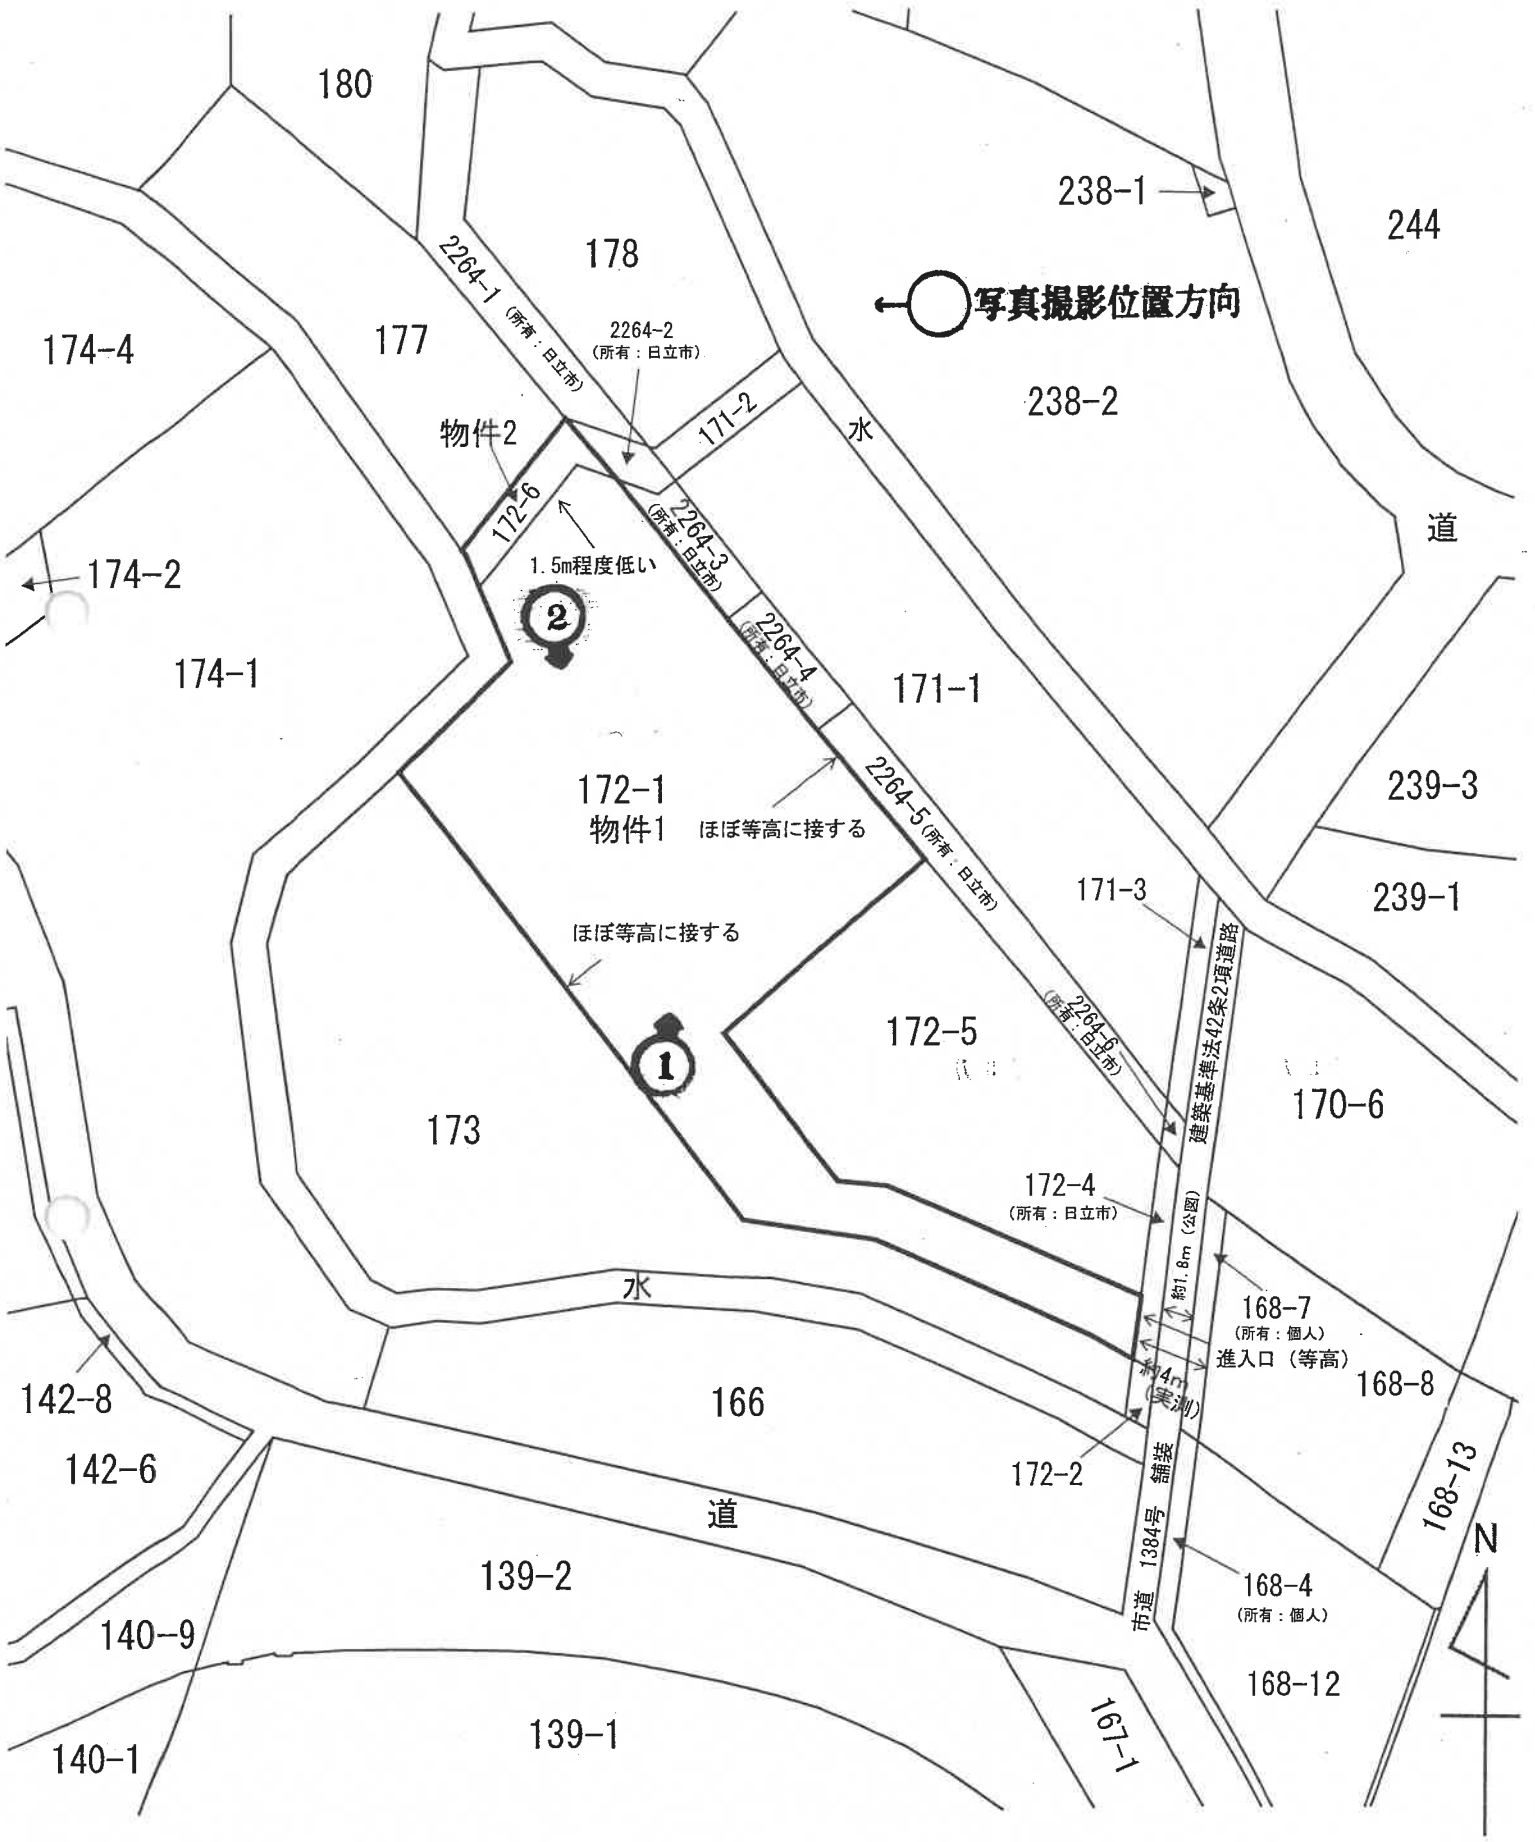 180
238-1
244
178
2264-1 (所有:日立市)
写真撮影位置方向
2264-2
(所有:日立市)
177
174-4
238-2
171-2
水
物件2
172-6
2264-3
(所有:日立市)
道
1.5m程度低い
174-2
2
2264-4
(所有:日立市)
174-1
171-1
172-1
物件1
ほぼ等高に接する
2264-5(所有:日立市)
239-3
171-3
239-1
ほぼ等高に接する
建築基準法42条2項道路
2264-6
(所有:日立市)
172-5
1
170-6
173
172-4
(所有:日立市)
約1.8m (公図)
水
168-7
(所有:個人)
進入口 (等高)
約4m
(実測)
168-8
142-8
166
172-2
142-6
168-13
市道 1384号 舗装
道
N
139-2
168-4
(所有:個人)
140-9
168-12
139-1
167-1
140-1